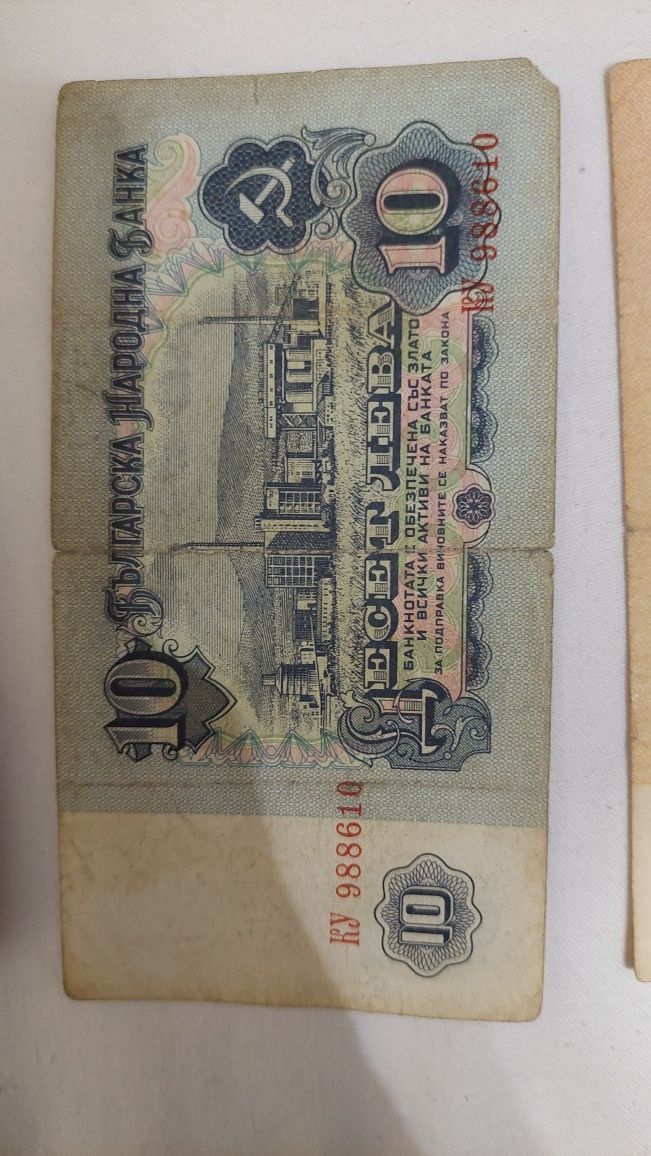 БЪЛГАРСКА НАРОДНА БАНКА
10
10
КУ 988610
ДЕСЕТ ЛЕВА
БАНКНОТАТА Е ОБЕЗПЕЧЕНА СЪС ЗЛАТО
И ВСИЧКИ АКТИВИ НА БАНКАТА
ЗА ПОДПРАВКА ВИНОВНИТЕ СЕ НАКАЗВАТ ПО ЗАКОНА
КУ 988610
10